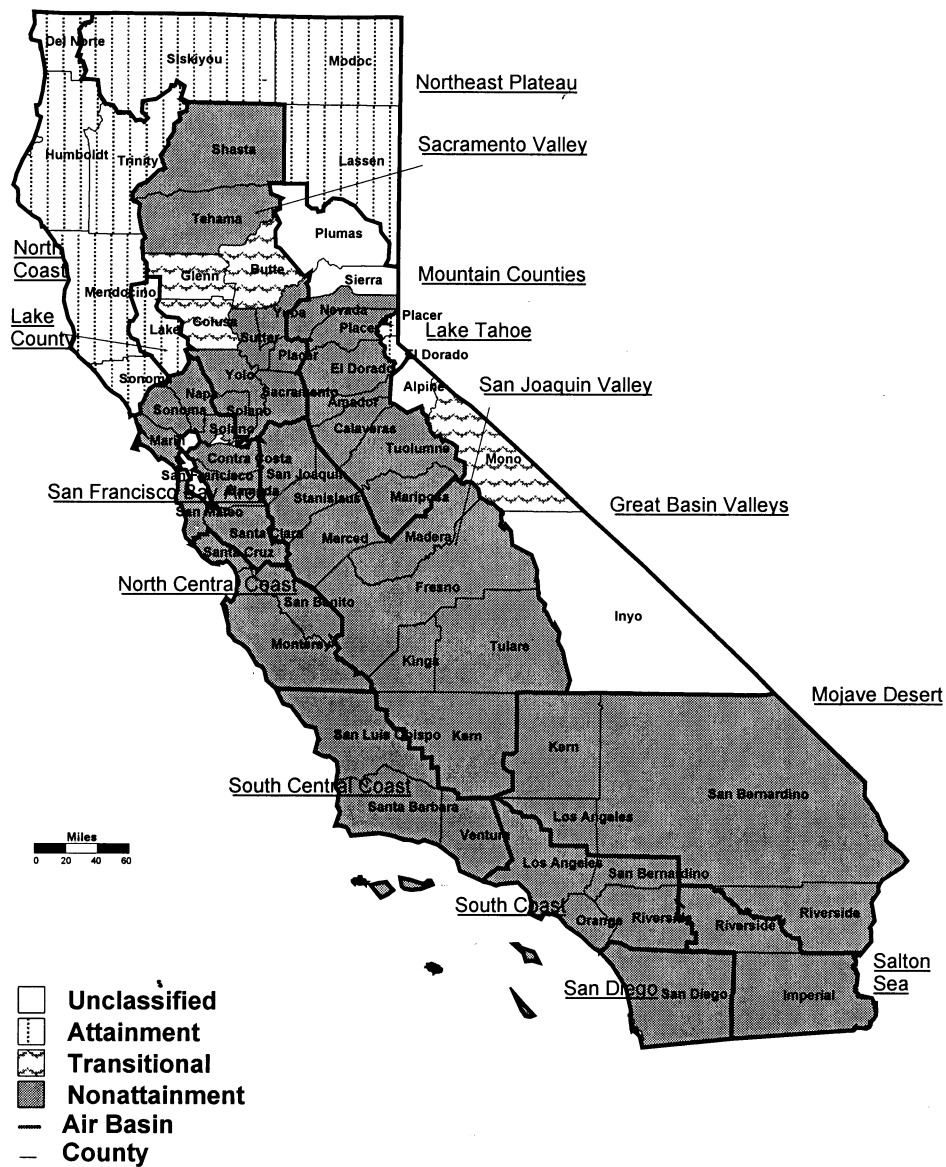 Del Norte
Siskiyou
Modoc
Northeast Plateau
Sacramento Valley
Shasta
Humboldt
Trinity
Lassen
Tehama
Plumas
North
Coast
Glenn
Butte
Sierra
Mountain Counties
Mendocino
Lake
County
Lake
Colusa
Yuba
Nevada
Placer
Placer
Lake Tahoe
Sutter
Placer
El Dorado
Sonoma
Yolo
El Dorado
Alpine
San Joaquin Valley
Napa
Sacramento
Amador
Sonoma
Solano
Solano
Calaveras
Marin
Tuolumne
Mono
Contra Costa
San Francisco
San Joaquin
San Francisco Bay Area
Alameda
Stanislaus
Mariposa
Great Basin Valleys
San Mateo
Santa Clara
Merced
Madera
Santa Cruz
North Central Coast
Fresno
San Benito
Inyo
Monterey
Kings
Tulare
Mojave Desert
San Luis Obispo
Kern
Kern
South Central Coast
San Bernardino
Santa Barbara
Los Angeles
Ventura
Miles
0 20 40 60
Los Angeles
San Bernardino
South Coast
Orange
Riverside
Riverside
Riverside
Salton
Sea
San Diego
San Diego
Imperial
Unclassified
Attainment
Transitional
Nonattainment
Air Basin
County